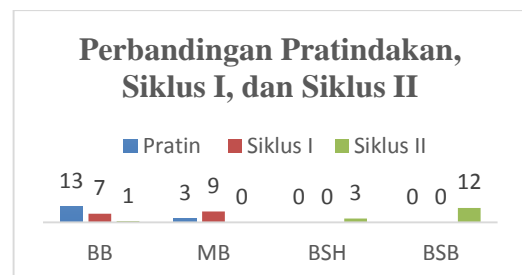 Perbandingan Pratindakan,
Siklus I, dan Siklus II
Pratin Siklus I Siklus II
13 7 1 3 9 0 0 0 3 0 0 12
BB MB BSH BSB